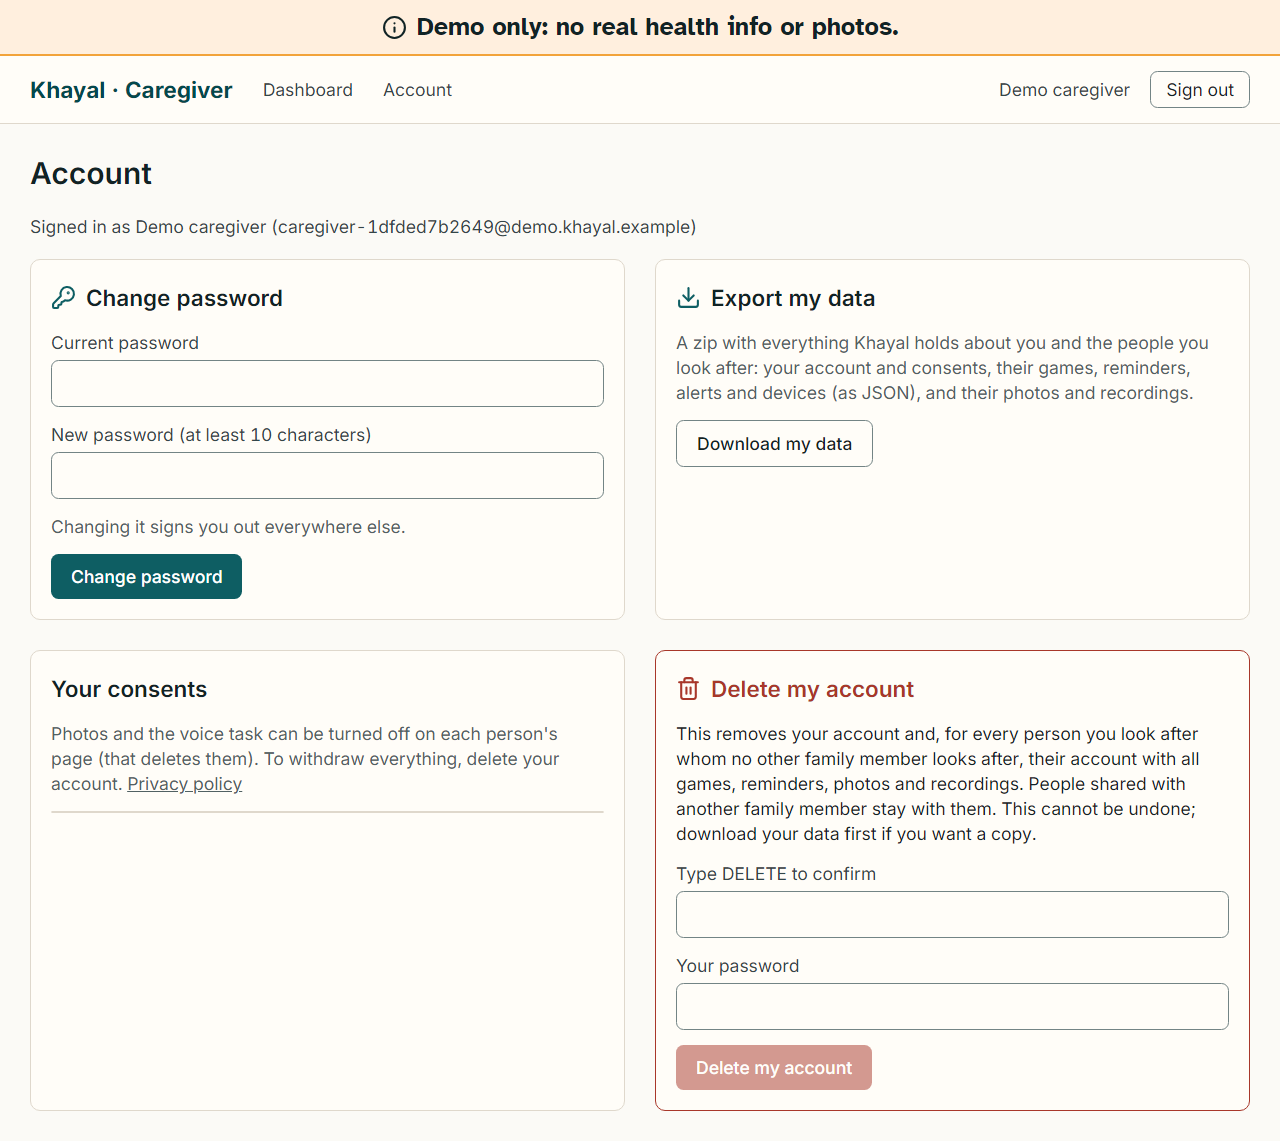 Demo only: no real health info or photos.
Khayal · Caregiver
Dashboard
Account
Demo caregiver
Sign out
Account
Signed in as Demo caregiver (caregiver-1dfded7b2649@demo.khayal.example)
Change password
Current password
New password (at least 10 characters)
Changing it signs you out everywhere else.
Change password
Export my data
A zip with everything Khayal holds about you and the people you
look after: your account and consents, their games, reminders,
alerts and devices (as JSON), and their photos and recordings.
Download my data
Your consents
Photos and the voice task can be turned off on each person's
page (that deletes them). To withdraw everything, delete your
account. Privacy policy
Delete my account
This removes your account and, for every person you look after
whom no other family member looks after, their account with all
games, reminders, photos and recordings. People shared with
another family member stay with them. This cannot be undone;
download your data first if you want a copy.
Type DELETE to confirm
Your password
Delete my account